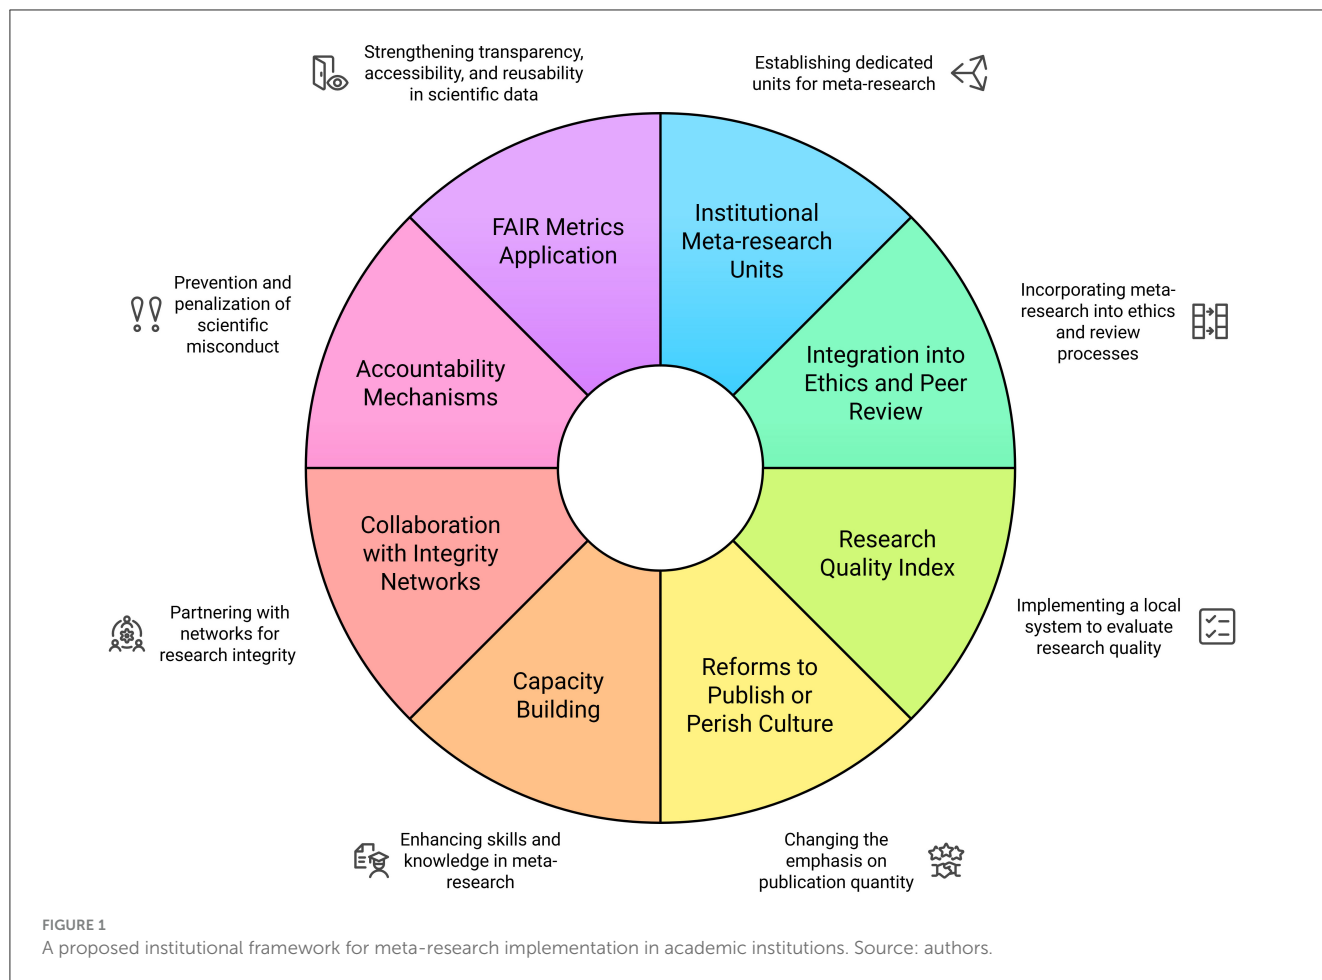 Strengthening transparency,
accessibility, and reusability
in scientific data
Establishing dedicated
units for meta-research
FAIR Metrics
Application
Institutional
Meta-research
Units
Prevention and
penalization of
scientific
misconduct
Incorporating meta-
research into ethics
and review
processes
Accountability
Mechanisms
Integration into
Ethics and Peer
Review
Collaboration
with Integrity
Networks
Research
Quality Index
Partnering with
networks for
research integrity
Implementing a local
system to evaluate
research quality
Capacity
Building
Reforms to
Publish or
Perish Culture
Enhancing skills and
knowledge in meta-
research
Changing the
emphasis on
publication quantity
FIGURE 1
A proposed institutional framework for meta-research implementation in academic institutions. Source: authors.